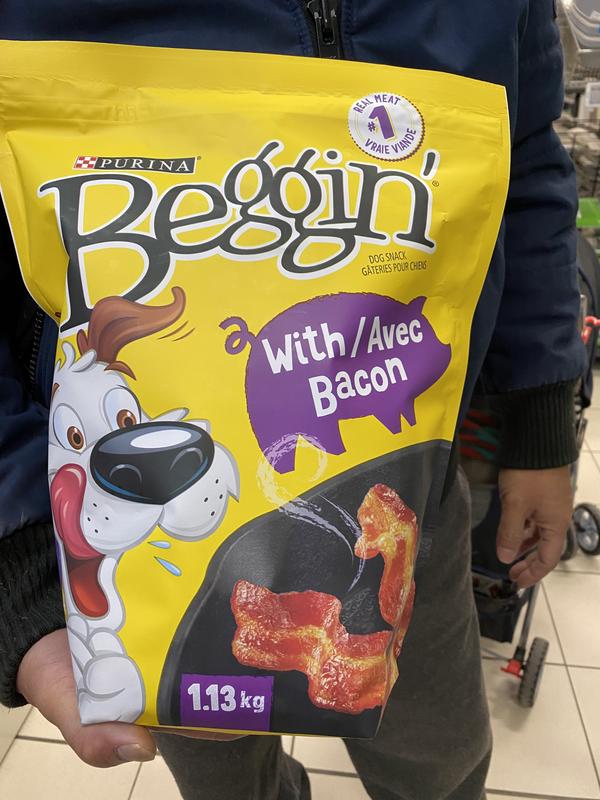 REAL MEAT
#1
VRAIE VIANDE
PURINA
Beggin'
DOG SNACK
GÂTERIES POUR CHIENS
With/Avec
Bacon
1.13 kg